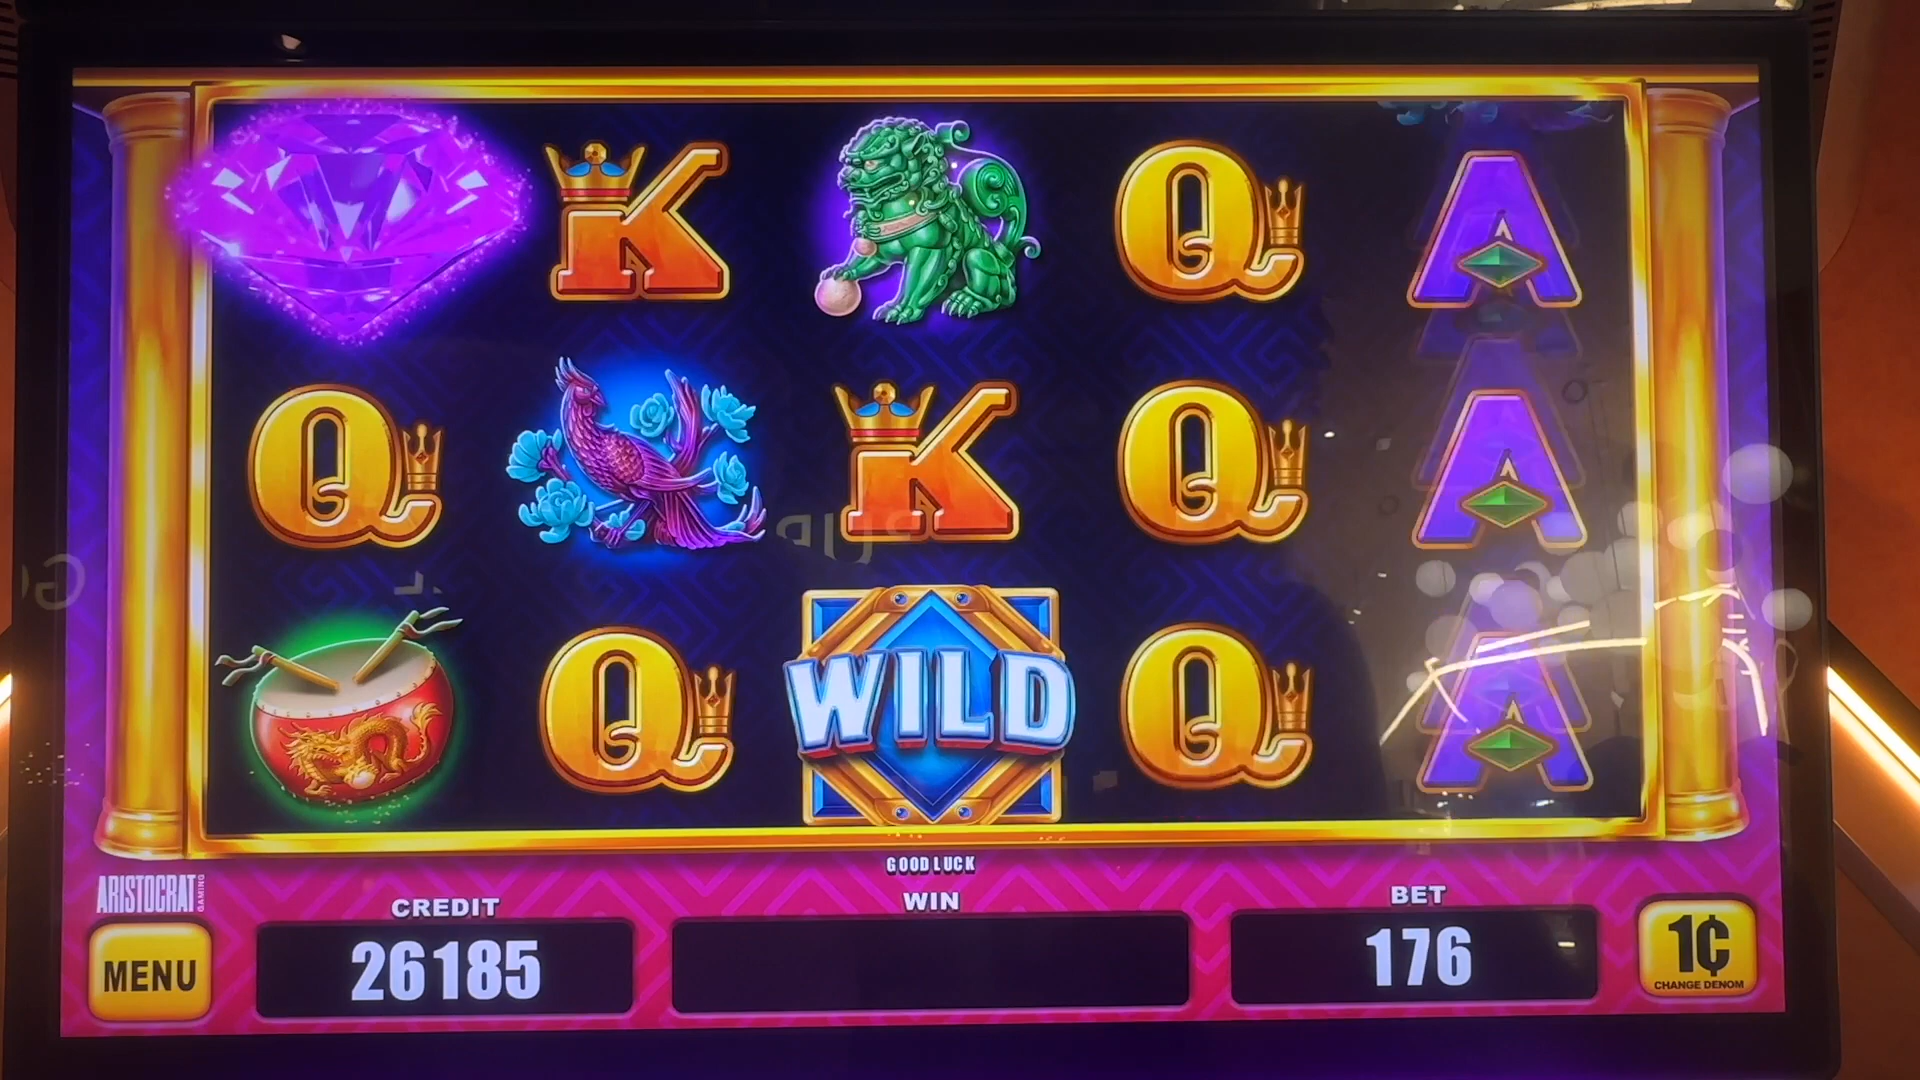 K Q A
Q K Q A
Q WILD Q A
GOOD LUCK
ARISTOCRAT GAMING
CREDIT WIN BET
MENU 26185 176 1¢
CHANGE DENOM